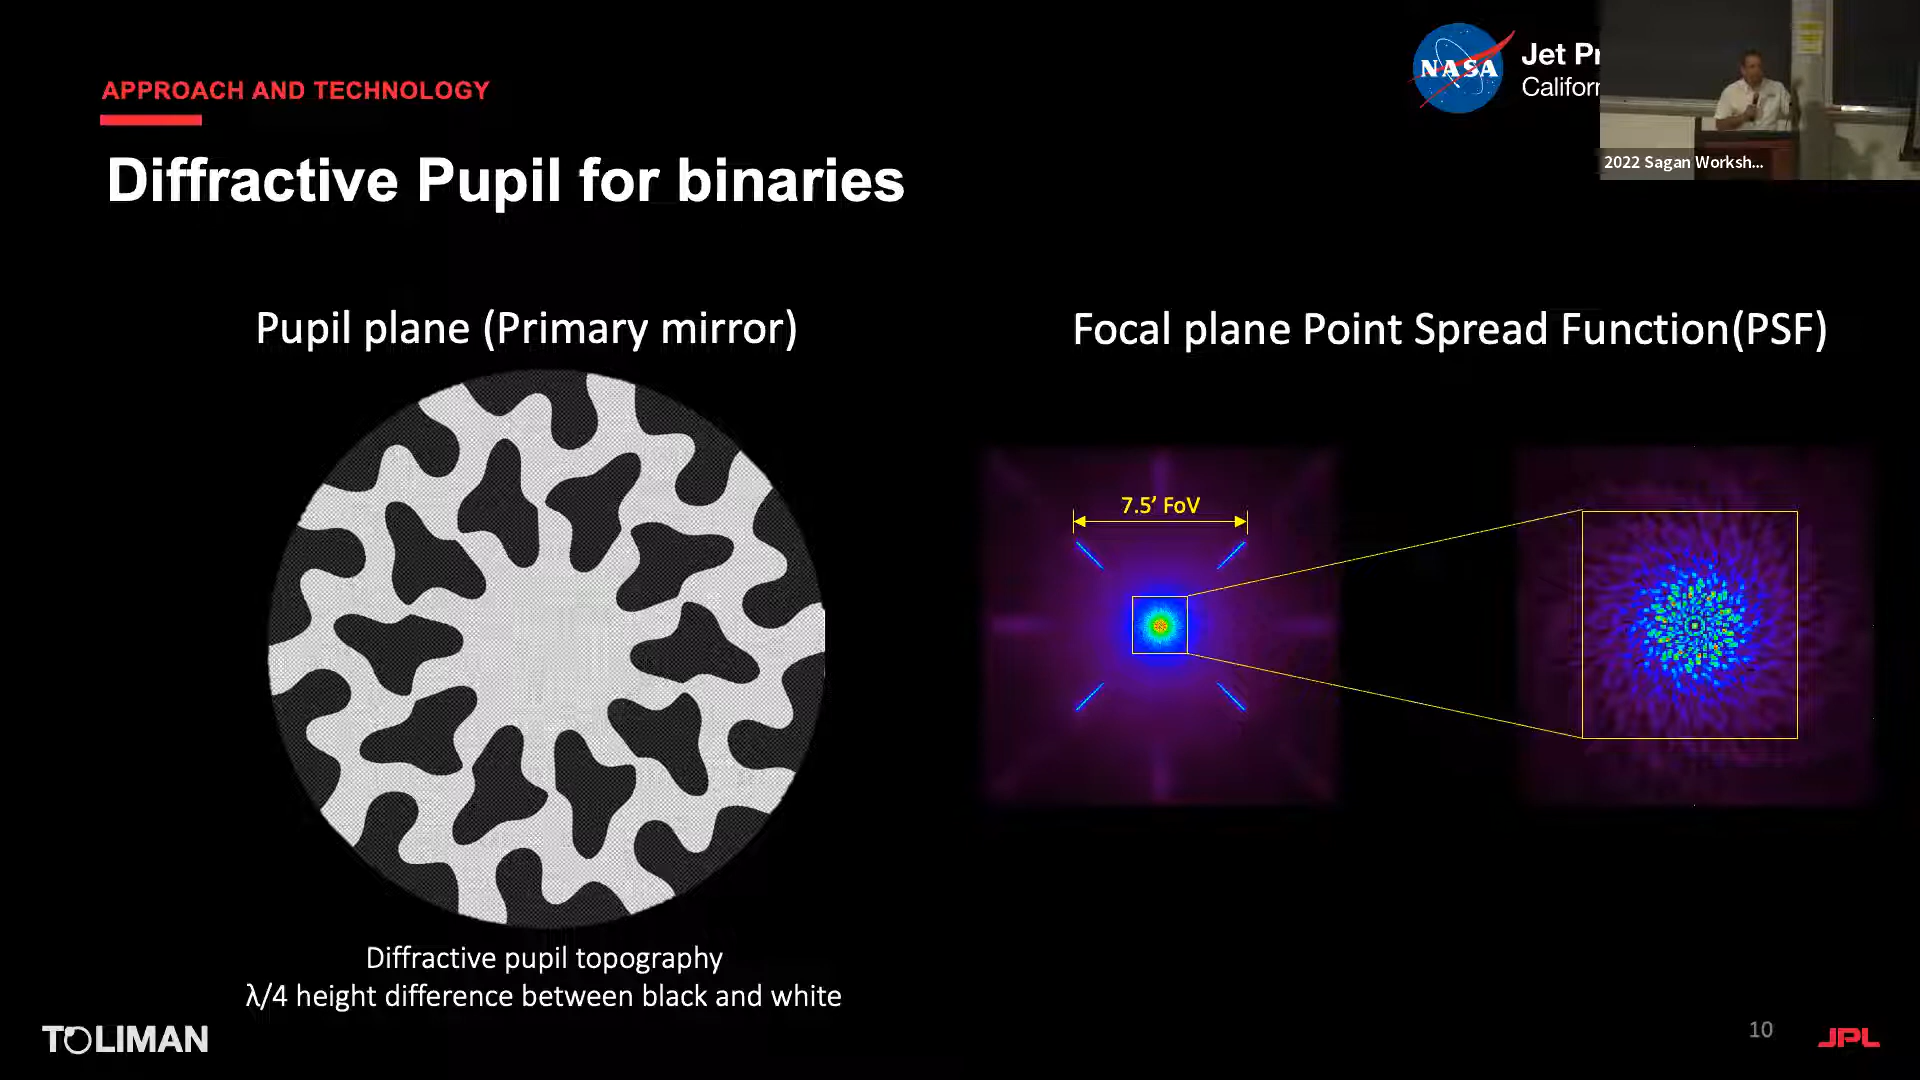 APPROACH AND TECHNOLOGY
Diffractive Pupil for binaries
NASA
Jet Pr
Califor
2022 Sagan Worksh...
Pupil plane (Primary mirror)
Focal plane Point Spread Function(PSF)
7.5’ FoV
Diffractive pupil topography
λ/4 height difference between black and white
TOLIMAN
10
JPL